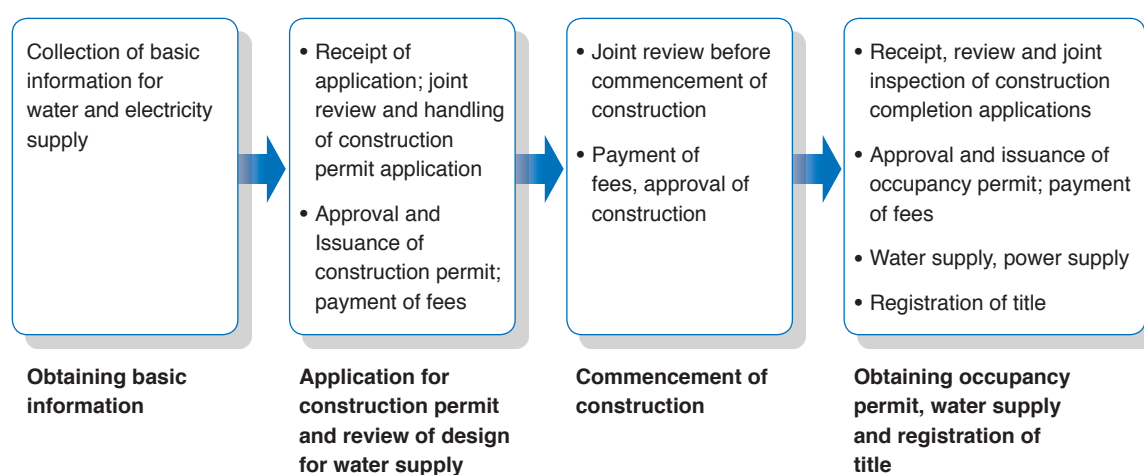 Collection of basic
information for
water and electricity
supply
• Receipt of
application; joint
review and handling
of construction
permit application
• Approval and
Issuance of
construction permit;
payment of fees
• Joint review before
commencement of
construction
• Payment of
fees, approval of
construction
• Receipt, review and joint
inspection of construction
completion applications
• Approval and issuance of
occupancy permit; payment
of fees
• Water supply, power supply
• Registration of title
Obtaining basic
information
Application for
construction permit
and review of design
for water supply
Commencement of
construction
Obtaining occupancy
permit, water supply
and registration of
title